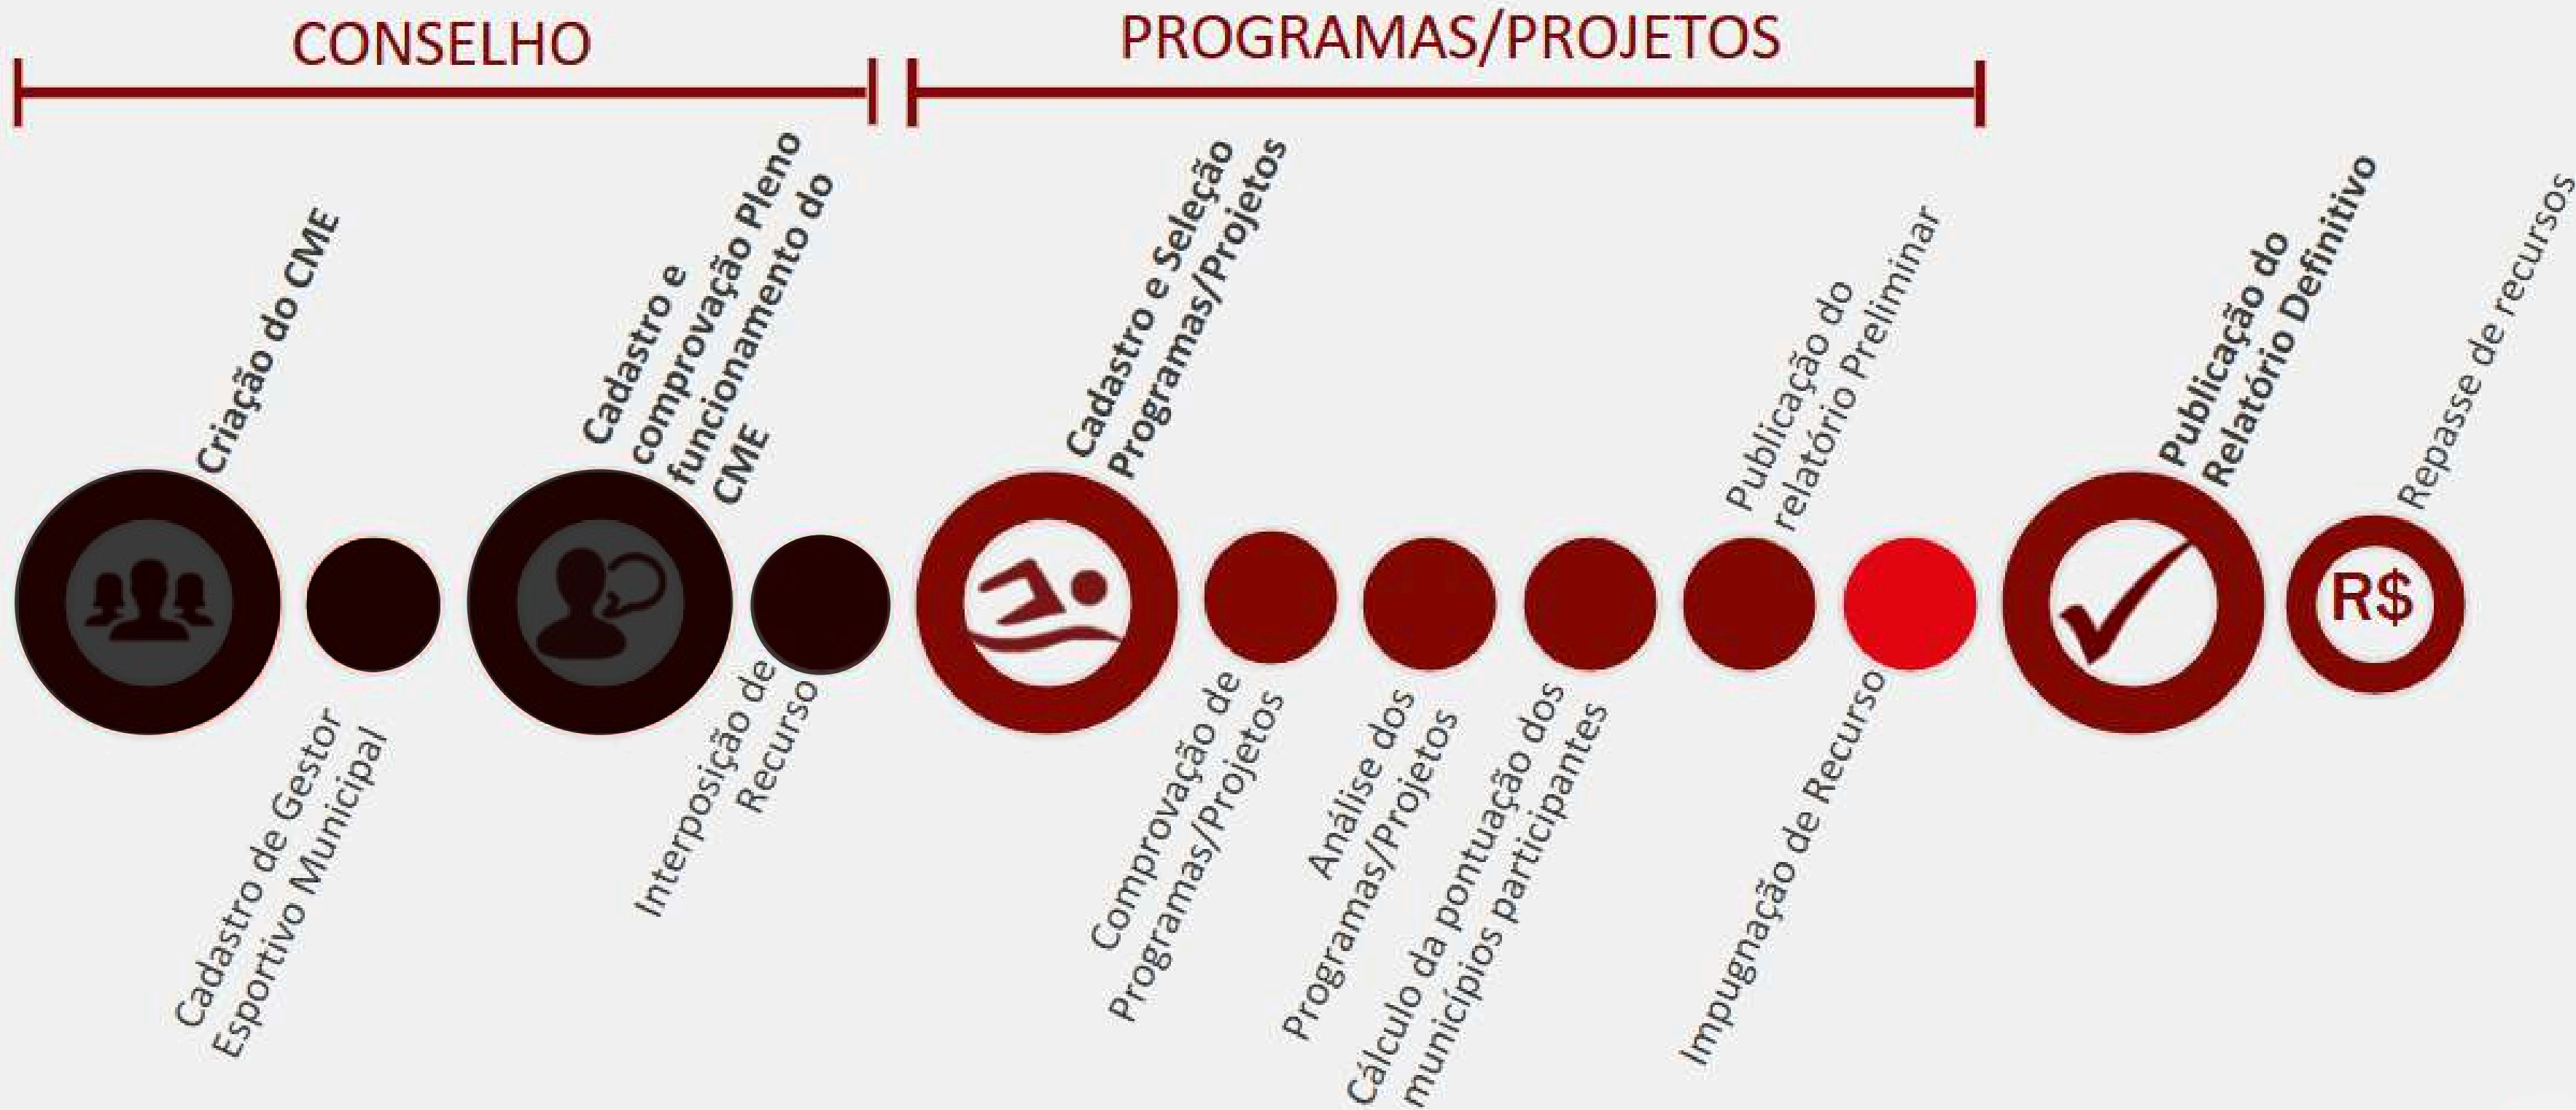 CONSELHO
PROGRAMAS/PROJETOS
Criação do CME
Cadastro de Gestor
Esportivo Municipal
Cadastro e
comprovação Pleno
funcionamento do
CME
Interposição de
Recurso
Cadastro e Seleção
Programas/Projetos
Comprovação de
Programas/Projetos
Análise dos
Programas/Projetos
Cálculo da pontuação dos
municípios participantes
Publicação do
relatório Preliminar
Impugnação de Recurso
Publicação do
Relatório Definitivo
Repasse de recursos
R$